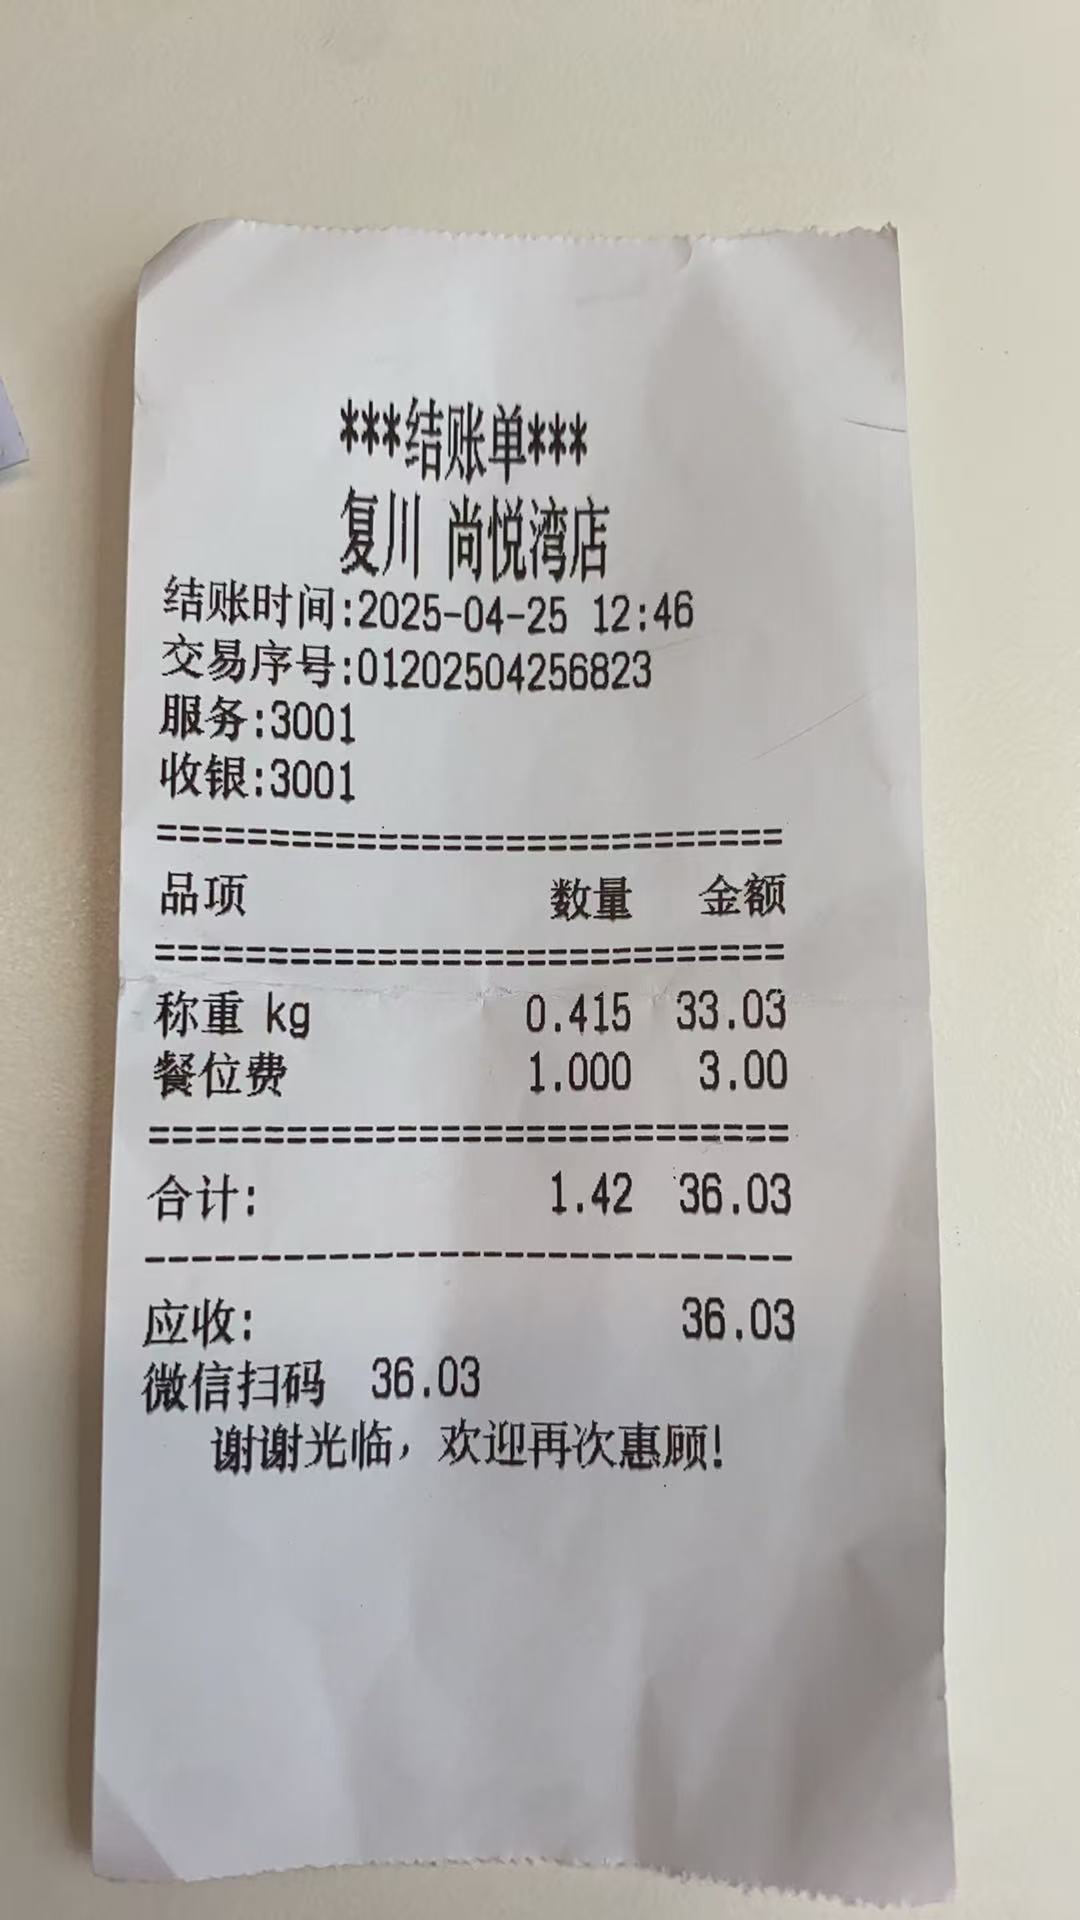 ***结账单***
复川 尚悦湾店
结账时间:2025-04-25 12:46
交易序号:01202504256823
服务:3001
收银:3001
============================
品项 数量 金额
============================
称重 kg 0.415 33.03
餐位费 1.000 3.00
============================
合计: 1.42 36.03
----------------------------
应收: 36.03
微信扫码 36.03
谢谢光临，欢迎再次惠顾!